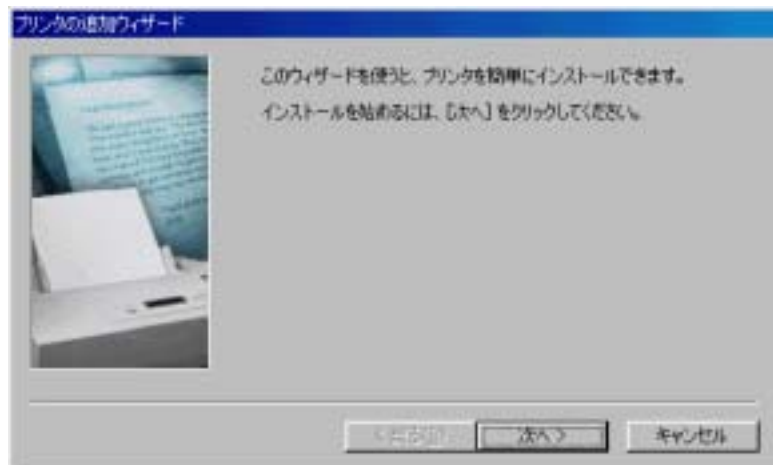 プリンタの追加ウィザード
このウィザードを使うと、プリンタを簡単にインストールできます。
インストールを始めるには、[次へ] をクリックしてください。
次へ >
キャンセル